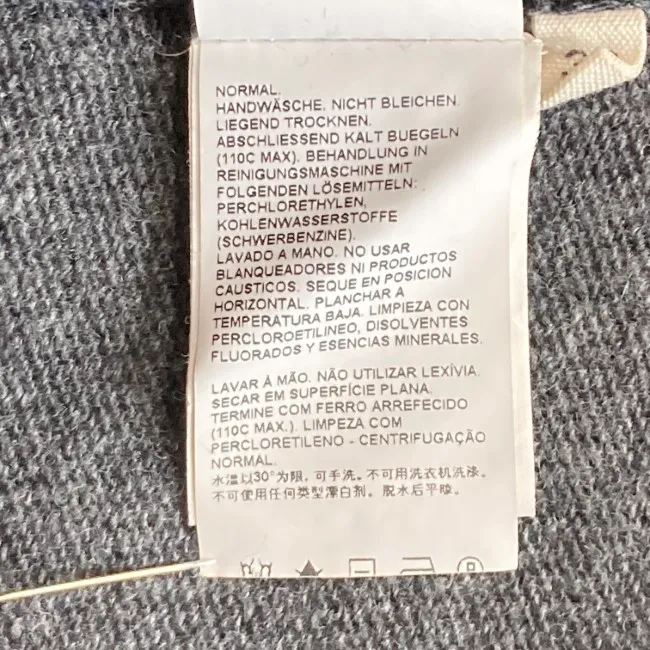 NORMAL.
HANDWÄSCHE. NICHT BLEICHEN.
LIEGEND TROCKNEN.
ABSCHLIESSEND KALT BUEGELN
(110C MAX). BEHANDLUNG IN
REINIGUNGSMASCHINE MIT
FOLGENDEN LÖSEMITTELN:
PERCHLORETHYLEN,
KOHLENWASSERSTOFFE
(SCHWERBENZINE).
LAVADO A MANO. NO USAR
BLANQUEADORES NI PRODUCTOS
CAUSTICOS. SEQUE EN POSICION
HORIZONTAL. PLANCHAR A
TEMPERATURA BAJA. LIMPIEZA CON
PERCLOROETILINEO, DISOLVENTES
FLUORADOS Y ESENCIAS MINERALES.
LAVAR À MÃO. NÃO UTILIZAR LEXÍVIA.
SECAR EM SUPERFÍCIE PLANA.
TERMINE COM FERRO ARREFECIDO
(110C MAX.). LIMPEZA COM
PERCLORETILENO - CENTRIFUGAÇÃO
NORMAL.
水温以30°为限, 可手洗。不可用洗衣机洗涤。
不可使用任何类型漂白剂。脱水后平晾。